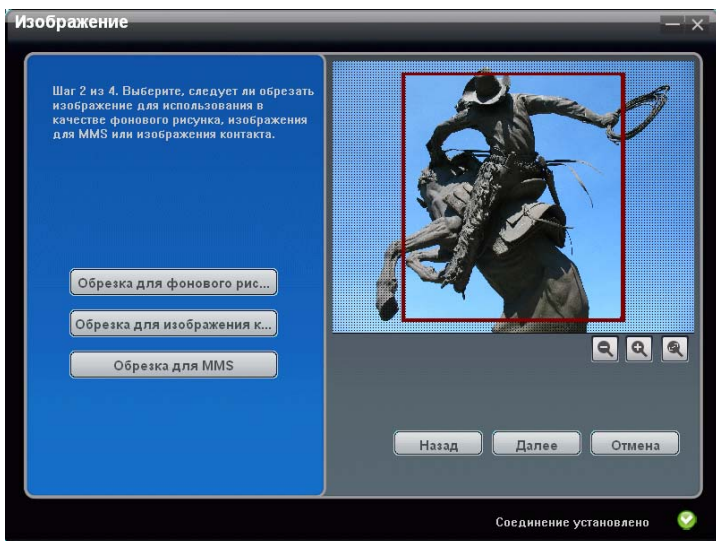 Изображение
Шаг 2 из 4. Выберите, следует ли обрезать
изображение для использования в
качестве фонового рисунка, изображения
для MMS или изображения контакта.
Обрезка для фонового рис...
Обрезка для изображения к...
Обрезка для MMS
Назад
Далее
Отмена
Соединение установлено